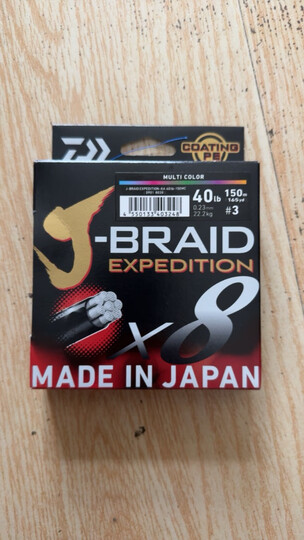 COATING
PE
MULTI COLOR
4 550133 403248
40lb
150m
165yd
0.23mm
22.2kg
#3
J-BRAID
EXPEDITION
x8
MADE IN JAPAN